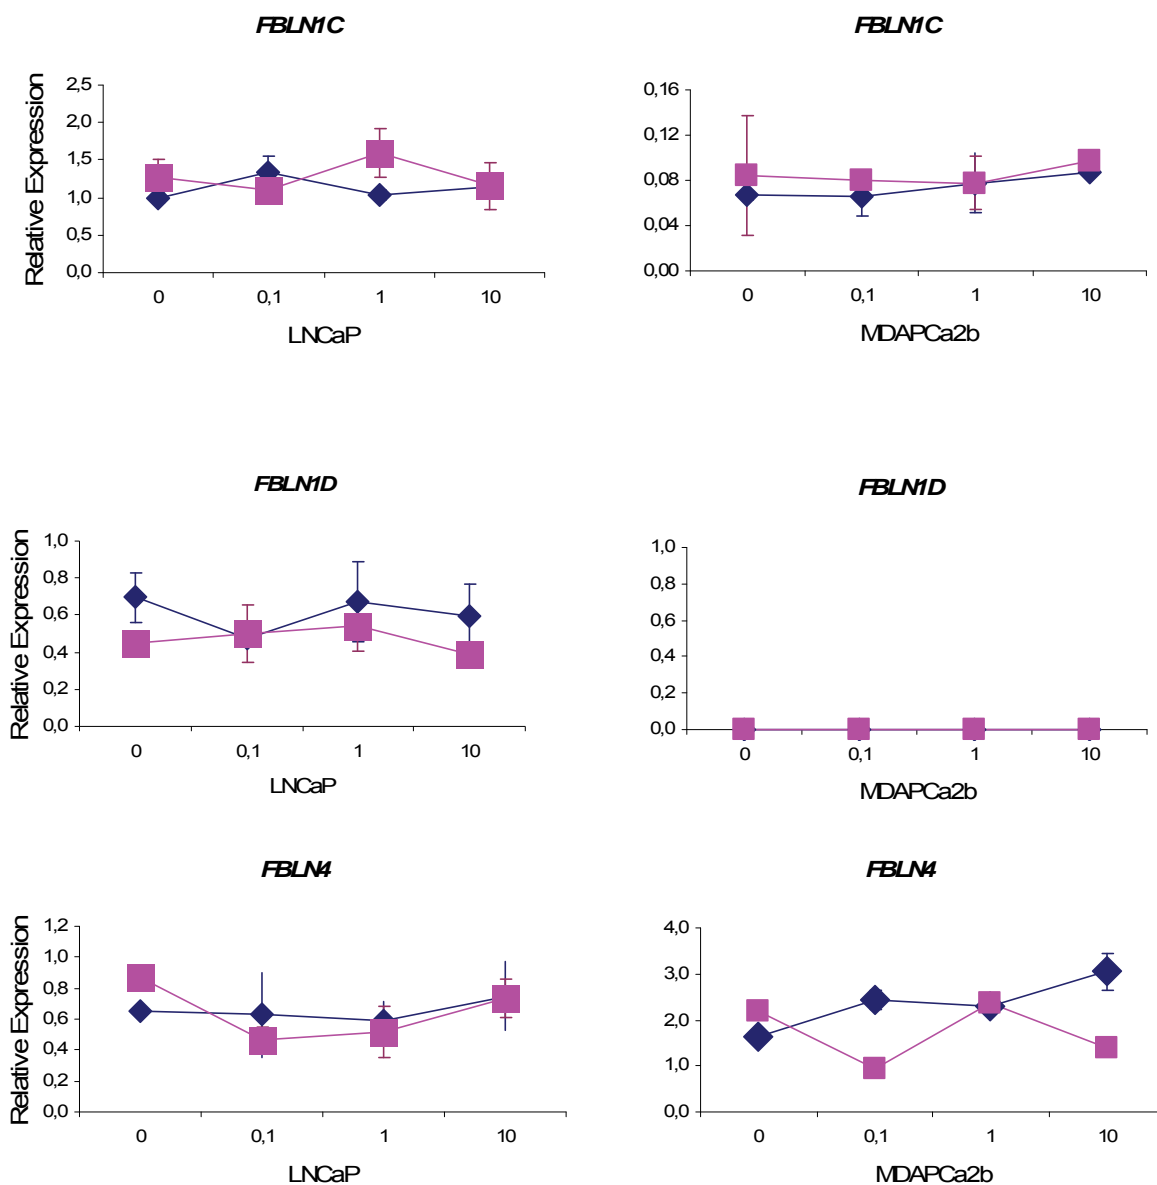 FBLN1C
Relative Expression
2,5
2,0
1,5
1,0
0,5
0,0
0 0,1 1 10
LNCaP
FBLN1C
0,16
0,12
0,08
0,04
0,00
0 0,1 1 10
MDAPCa2b
FBLN1D
Relative Expression
1,0
0,8
0,6
0,4
0,2
0,0
0 0,1 1 10
LNCaP
FBLN1D
1,0
0,8
0,6
0,4
0,2
0,0
0 0,1 1 10
MDAPCa2b
FBLN4
Relative Expression
1,2
1,0
0,8
0,6
0,4
0,2
0,0
0 0,1 1 10
LNCaP
FBLN4
4,0
3,0
2,0
1,0
0,0
0 0,1 1 10
MDAPCa2b